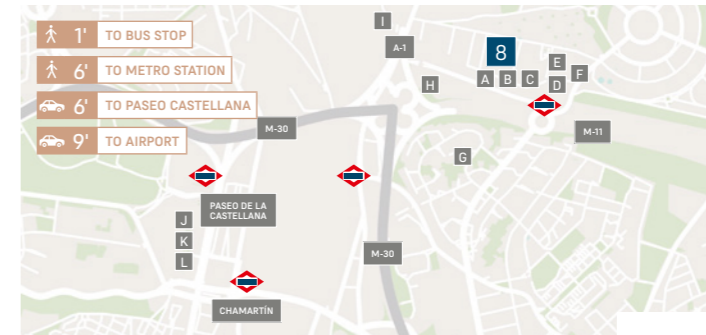 1' TO BUS STOP
6' TO METRO STATION
6' TO PASEO CASTELLANA
9' TO AIRPORT
I
A-1
8
E
F
A B C D
H
M-30
M-11
G
PASEO DE LA
CASTELLANA
J
K
L
M-30
CHAMARTÍN